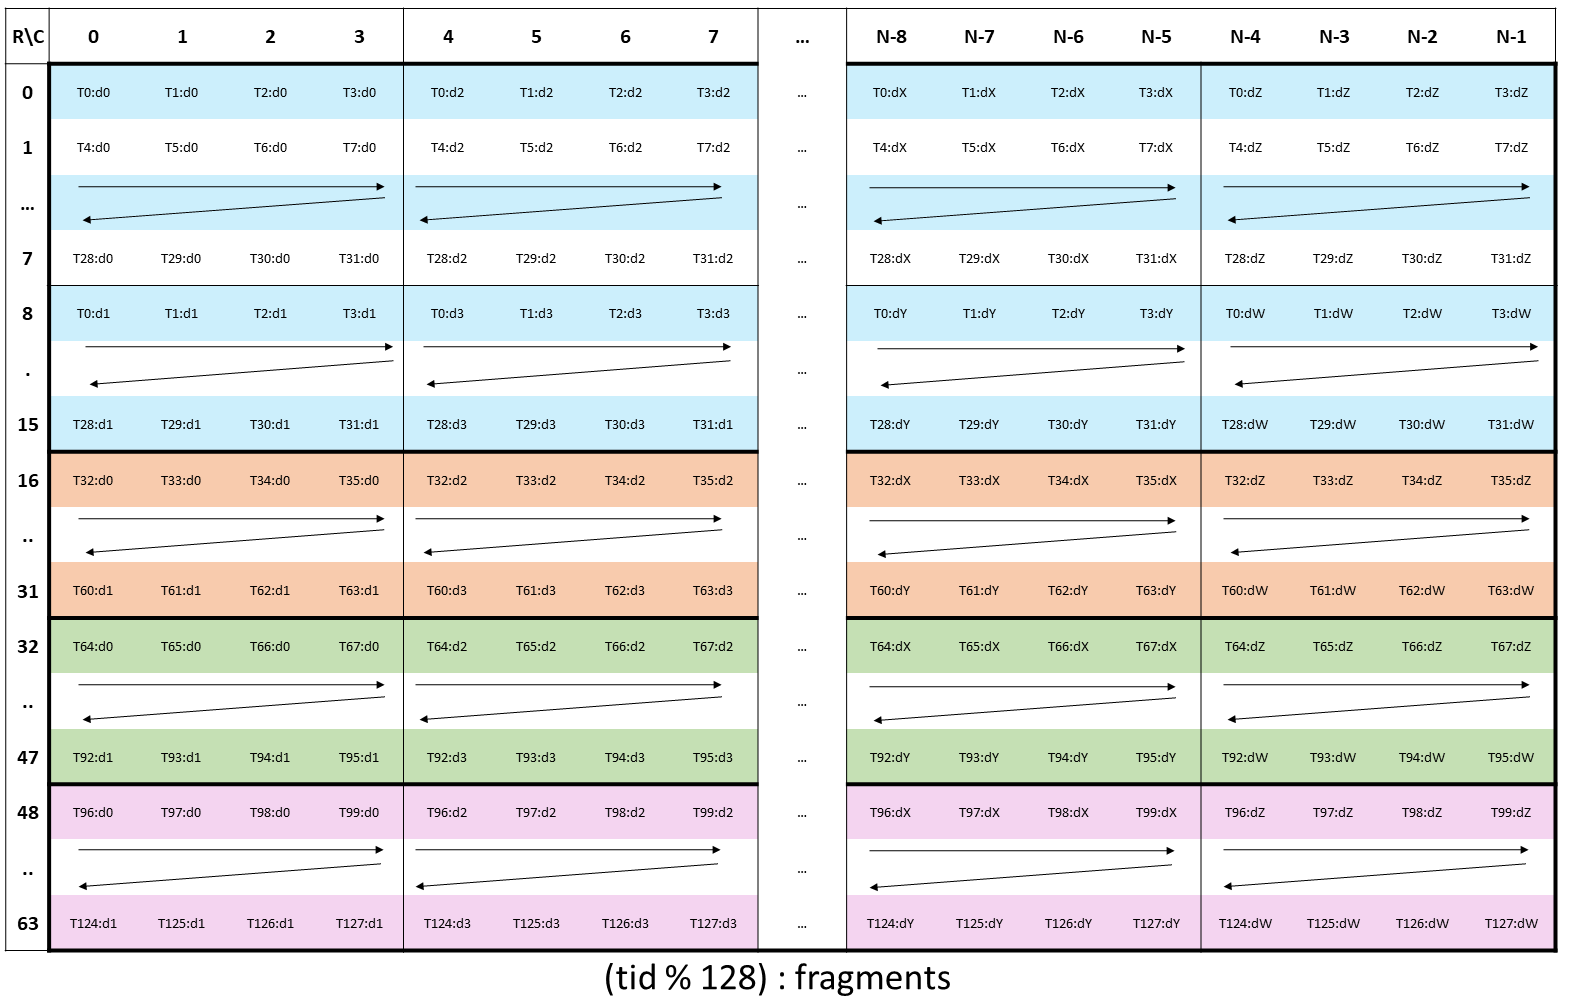 R\C 0 1 2 3 4 5 6 7 ... N-8 N-7 N-6 N-5 N-4 N-3 N-2 N-1
0 T0:d0 T1:d0 T2:d0 T3:d0 T0:d2 T1:d2 T2:d2 T3:d2 ... T0:dX T1:dX T2:dX T3:dX T0:dZ T1:dZ T2:dZ T3:dZ
1 T4:d0 T5:d0 T6:d0 T7:d0 T4:d2 T5:d2 T6:d2 T7:d2 ... T4:dX T5:dX T6:dX T7:dX T4:dZ T5:dZ T6:dZ T7:dZ
... ...
7 T28:d0 T29:d0 T30:d0 T31:d0 T28:d2 T29:d2 T30:d2 T31:d2 ... T28:dX T29:dX T30:dX T31:dX T28:dZ T29:dZ T30:dZ T31:dZ
8 T0:d1 T1:d1 T2:d1 T3:d1 T0:d3 T1:d3 T2:d3 T3:d3 ... T0:dY T1:dY T2:dY T3:dY T0:dW T1:dW T2:dW T3:dW
. ...
15 T28:d1 T29:d1 T30:d1 T31:d1 T28:d3 T29:d3 T30:d3 T31:d1 ... T28:dY T29:dY T30:dY T31:dY T28:dW T29:dW T30:dW T31:dW
16 T32:d0 T33:d0 T34:d0 T35:d0 T32:d2 T33:d2 T34:d2 T35:d2 ... T32:dX T33:dX T34:dX T35:dX T32:dZ T33:dZ T34:dZ T35:dZ
.. ...
31 T60:d1 T61:d1 T62:d1 T63:d1 T60:d3 T61:d3 T62:d3 T63:d3 ... T60:dY T61:dY T62:dY T63:dY T60:dW T61:dW T62:dW T63:dW
32 T64:d0 T65:d0 T66:d0 T67:d0 T64:d2 T65:d2 T66:d2 T67:d2 ... T64:dX T65:dX T66:dX T67:dX T64:dZ T65:dZ T66:dZ T67:dZ
.. ...
47 T92:d1 T93:d1 T94:d1 T95:d1 T92:d3 T93:d3 T94:d3 T95:d3 ... T92:dY T93:dY T94:dY T95:dY T92:dW T93:dW T94:dW T95:dW
48 T96:d0 T97:d0 T98:d0 T99:d0 T96:d2 T97:d2 T98:d2 T99:d2 ... T96:dX T97:dX T98:dX T99:dX T96:dZ T97:dZ T98:dZ T99:dZ
.. ...
63 T124:d1 T125:d1 T126:d1 T127:d1 T124:d3 T125:d3 T126:d3 T127:d3 ... T124:dY T125:dY T126:dY T127:dY T124:dW T125:dW T126:dW T127:dW
(tid % 128) : fragments